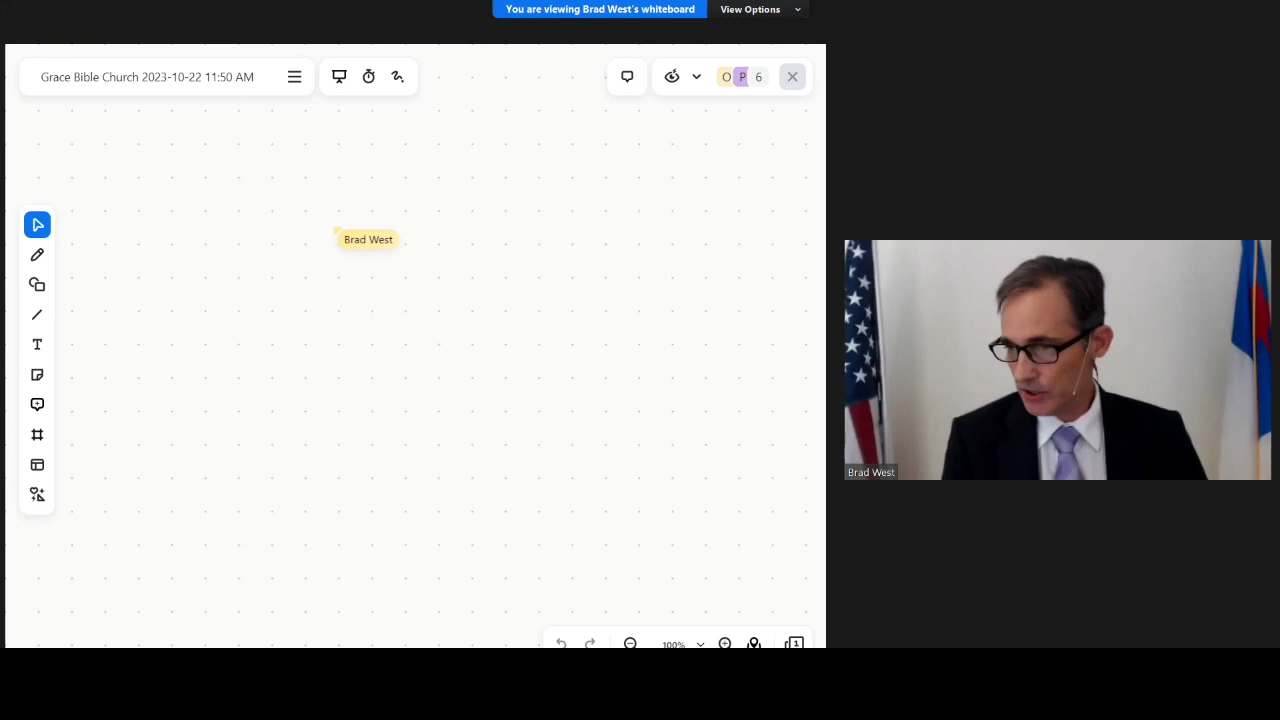 You are viewing Brad West's whiteboard View Options
Grace Bible Church 2023-10-22 11:50 AM
O P 6
Brad West
T
Brad West
100%
1